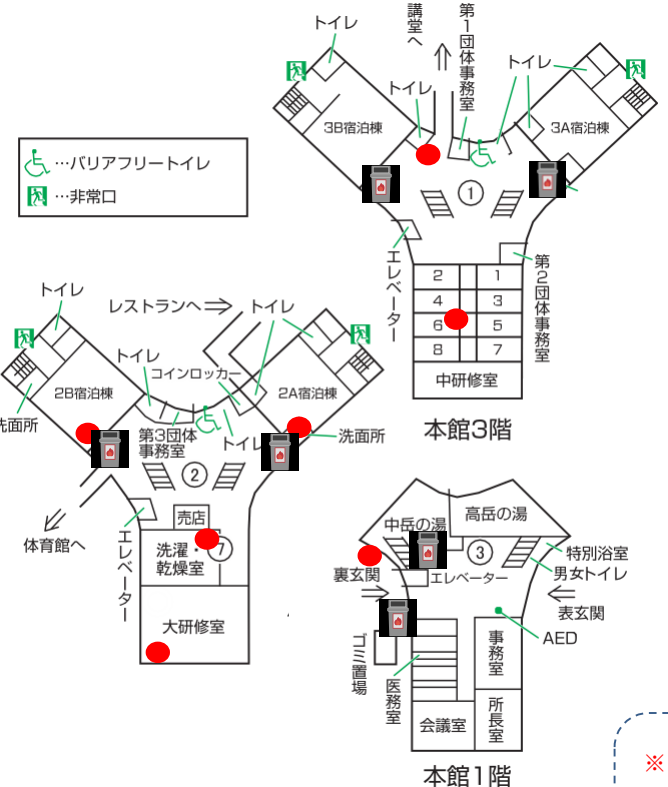 トイレ
講堂へ
第1団体事務室
トイレ
トイレ
3B宿泊棟
3A宿泊棟
…バリアフリートイレ
…非常口
①
エレベーター
第2団体事務室
2
1
4
3
6
5
8
7
中研修室
本館3階
トイレ
レストランへ
トイレ
トイレ
コインロッカー
2B宿泊棟
2A宿泊棟
洗面所
第3団体
事務室
トイレ
洗面所
②
体育館へ
エレベーター
売店
⑦
洗濯・
乾燥室
大研修室
中岳の湯
高岳の湯
③
特別浴室
男女トイレ
裏玄関
エレベーター
表玄関
AED
ゴミ置場
医務室
事務室
会議室
所長室
本館1階
※